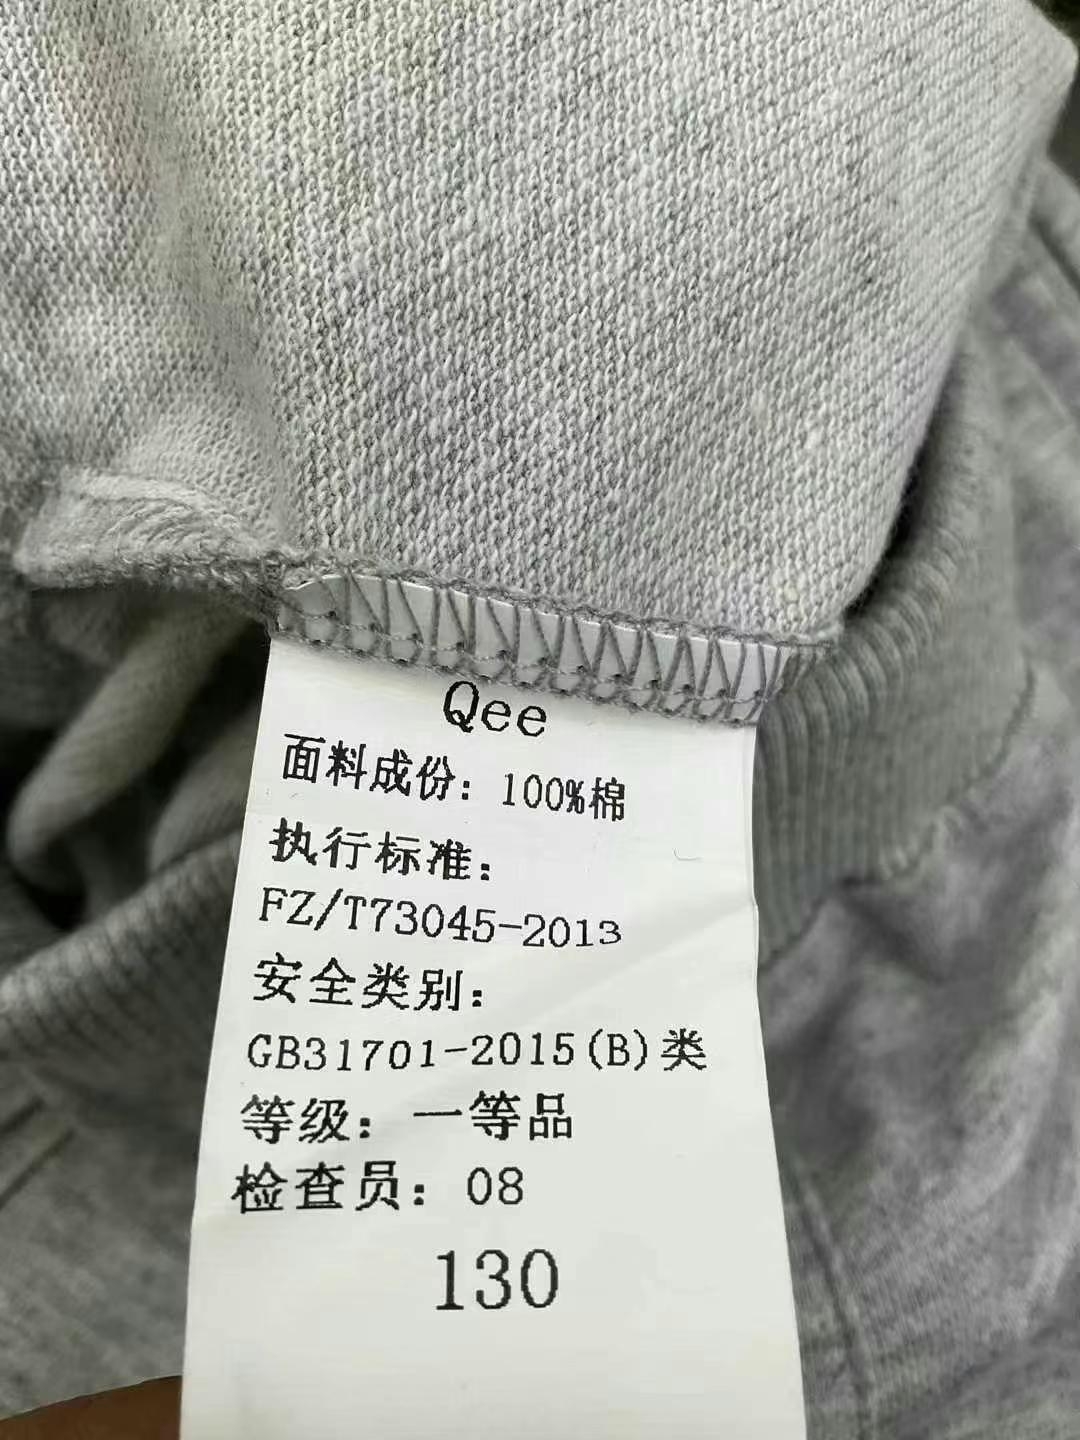 Qee
面料成份：100%棉
执行标准：
FZ/T73045-2013
安全类别：
GB31701-2015(B)类
等级：一等品
检查员：08
130